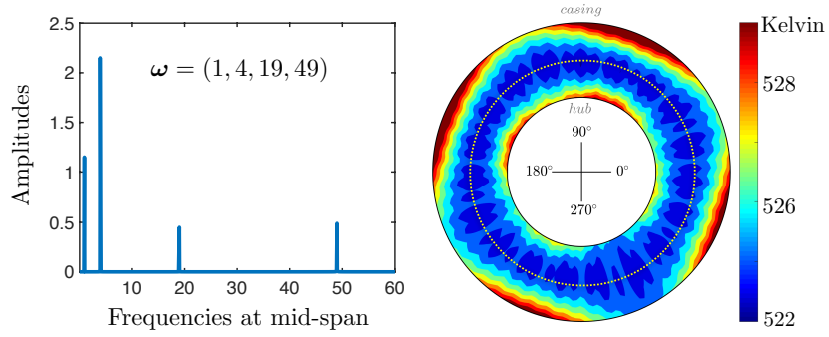 2.5
2
1.5
1
0.5
0
ω = (1, 4, 19, 49)
Amplitudes
10 20 30 40 50 60
Frequencies at mid-span
casing
hub
90°
180° 0°
270°
Kelvin
528
526
522